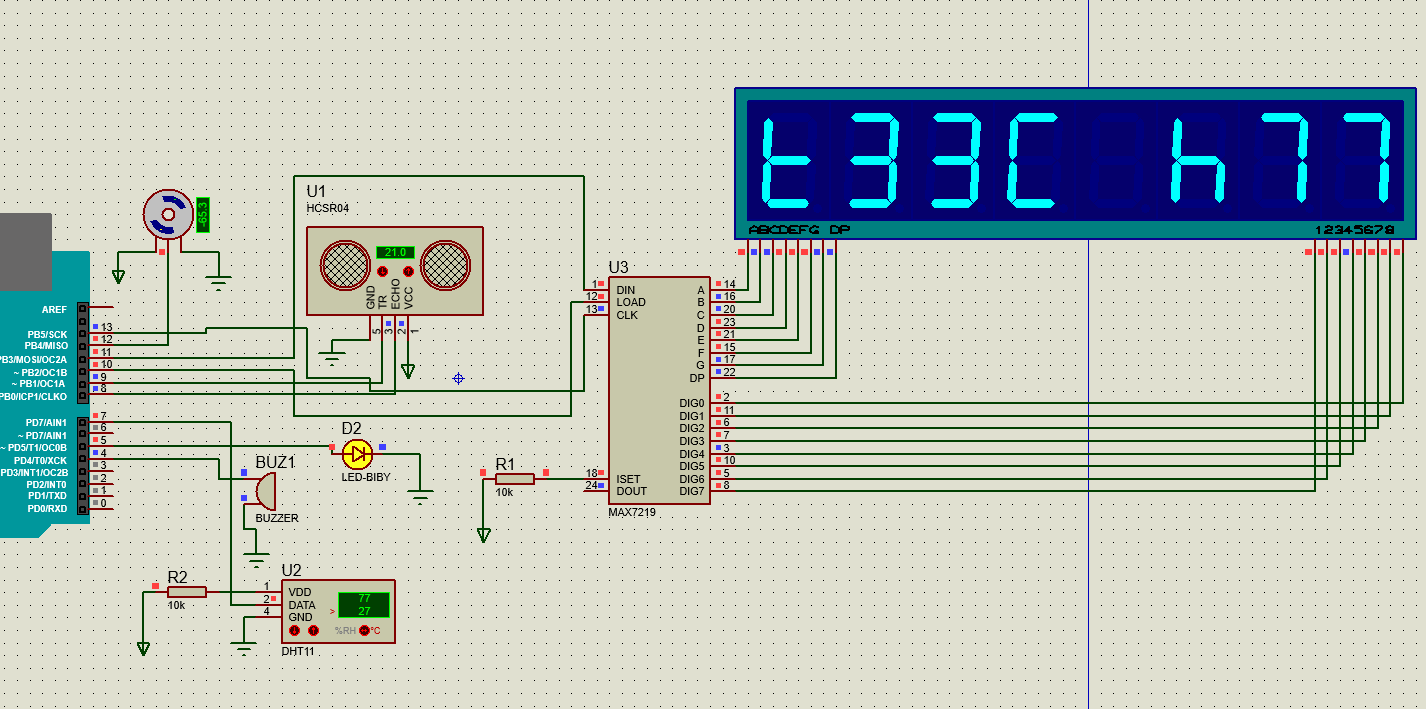 t33C h77
ABCDEFG DP
12345678
U1
HCSR04
21.0
GND
TR
ECHO
VCC
5
3
2
1
-65.3
AREF
PB5/SCK 13
PB4/MISO 12
PB3/MOSI/OC2A 11
~ PB2/OC1B 10
~ PB1/OC1A 9
PB0/ICP1/CLKO 8
PD7/AIN1 7
~ PD7/AIN1 6
~ PD5/T1/OC0B 5
PD4/T0/XCK 4
PD3/INT1/OC2B 3
PD2/INT0 2
PD1/TXD 1
PD0/RXD 0
U3
1 DIN
12 LOAD
13 CLK
18 ISET
24 DOUT
A 14
B 16
C 20
D 23
E 21
F 15
G 17
DP 22
DIG0 2
DIG1 11
DIG2 6
DIG3 7
DIG4 3
DIG5 10
DIG6 5
DIG7 8
MAX7219
D2
LED-BIBY
BUZ1
BUZZER
R1
10k
R2
10k
U2
1 VDD
2 DATA
4 GND
77
> 27
%RH °C
DHT11